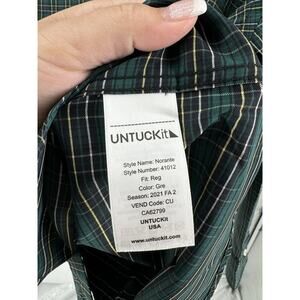 UNTUCKit
Style Name: Norante
Style Number: 41012
Fit: Reg
Color: Gre
Season: 2021 FA 2
VEND Code: CU
CA62799
UNTUCKit
USA
www.untuckit.com